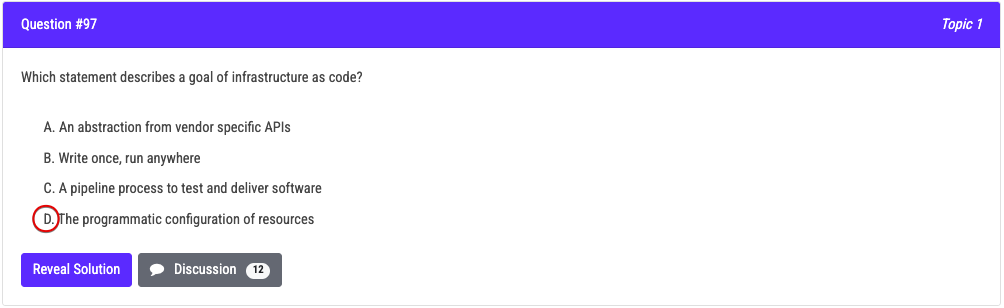 Question #97
Topic 1
Which statement describes a goal of infrastructure as code?
A. An abstraction from vendor specific APIs
B. Write once, run anywhere
C. A pipeline process to test and deliver software
D. The programmatic configuration of resources
Reveal Solution
Discussion 12